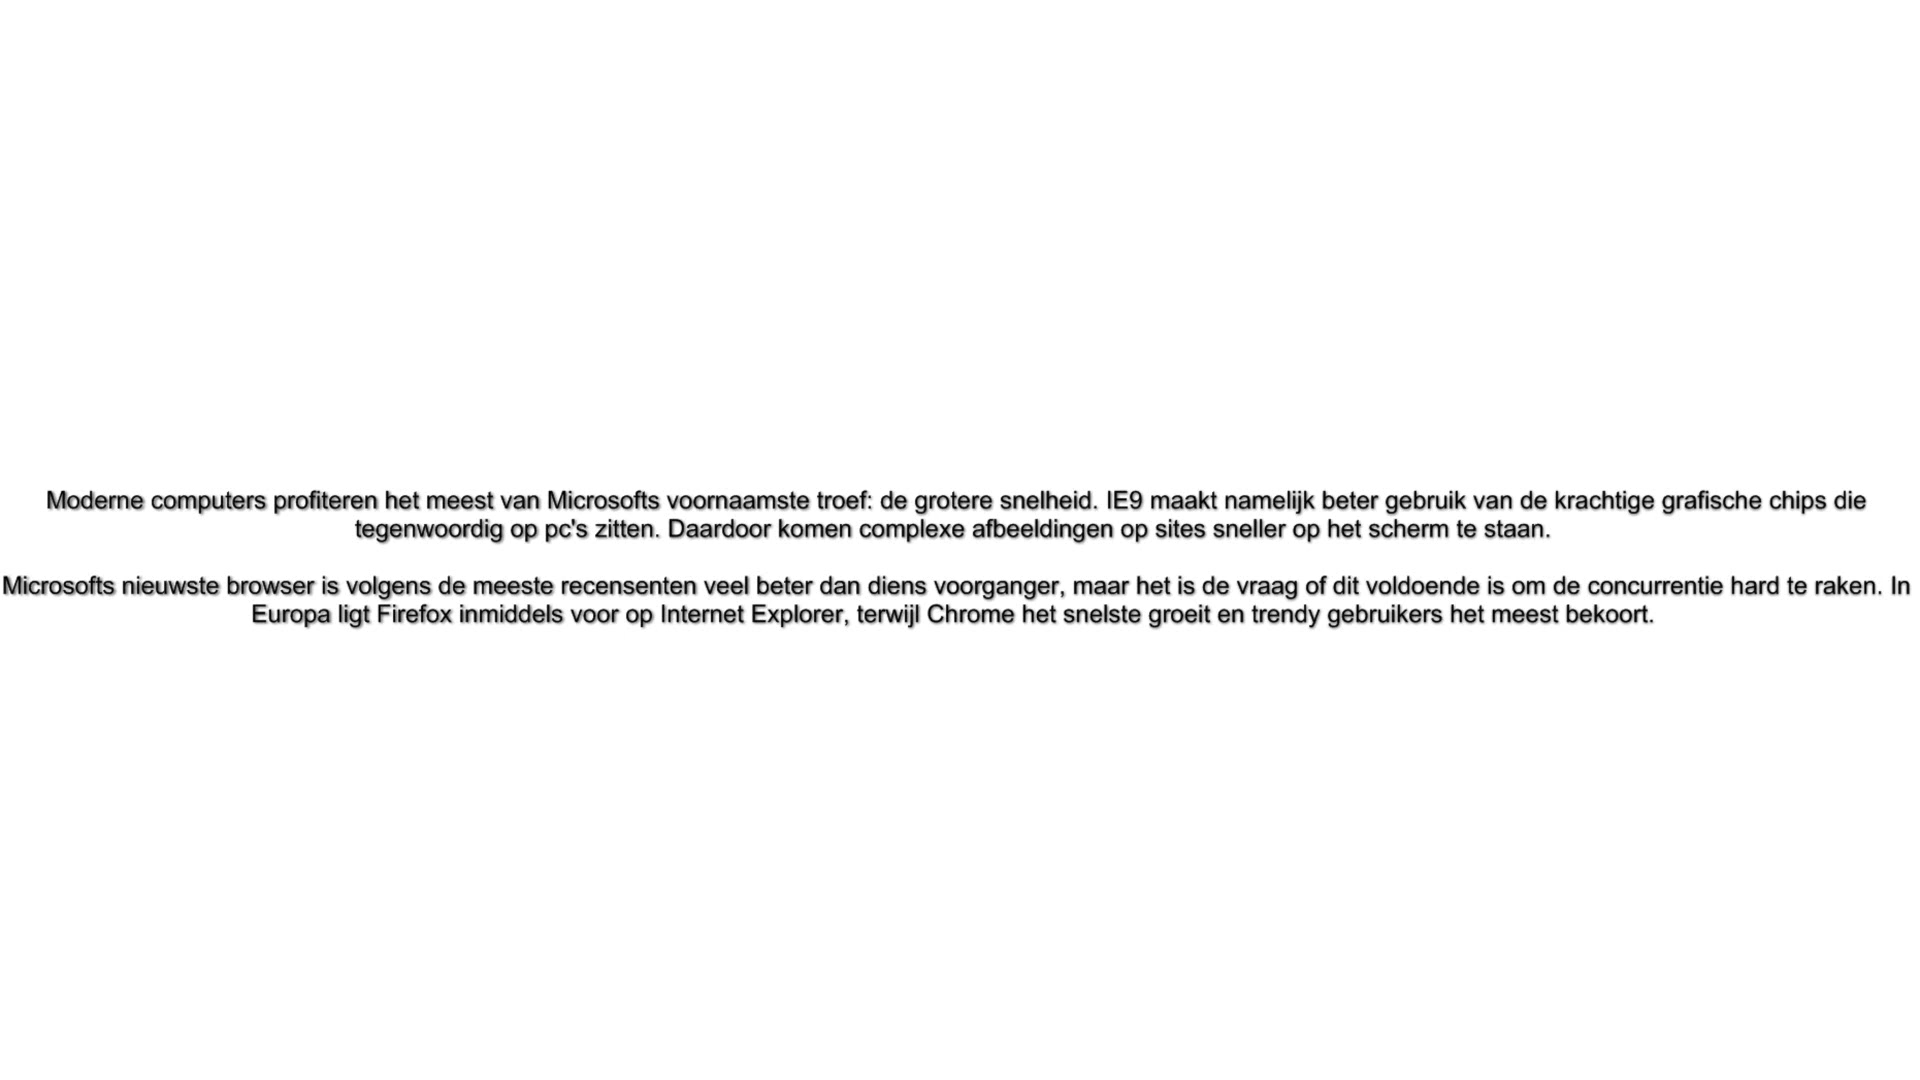 Moderne computers profiteren het meest van Microsofts voornaamste troef: de grotere snelheid. IE9 maakt namelijk beter gebruik van de krachtige grafische chips die
tegenwoordig op pc's zitten. Daardoor komen complexe afbeeldingen op sites sneller op het scherm te staan.
Microsofts nieuwste browser is volgens de meeste recensenten veel beter dan diens voorganger, maar het is de vraag of dit voldoende is om de concurrentie hard te raken. In
Europa ligt Firefox inmiddels voor op Internet Explorer, terwijl Chrome het snelste groeit en trendy gebruikers het meest bekoort.